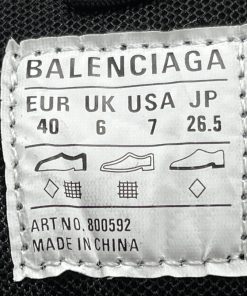 BALENCIAGA
EUR UK USA JP
40 6 7 26.5
ART NO. 800592
MADE IN CHINA